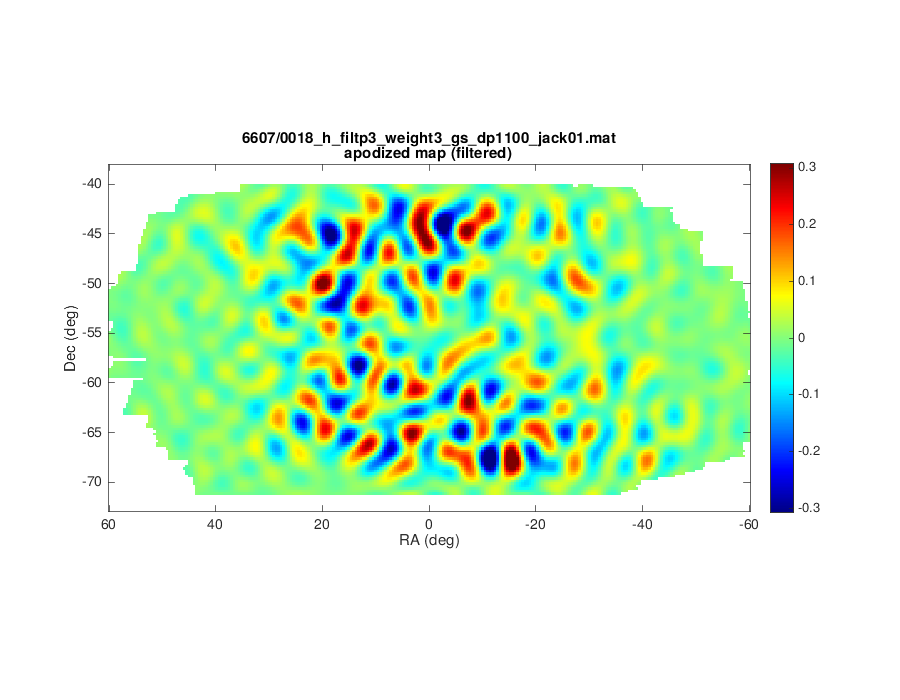 6607/0018_h_filtp3_weight3_gs_dp1100_jack01.mat
apodized map (filtered)
-40
-45
-50
-55
-60
-65
-70
Dec (deg)
60 40 20 0 -20 -40 -60
RA (deg)
0.3
0.2
0.1
0
-0.1
-0.2
-0.3